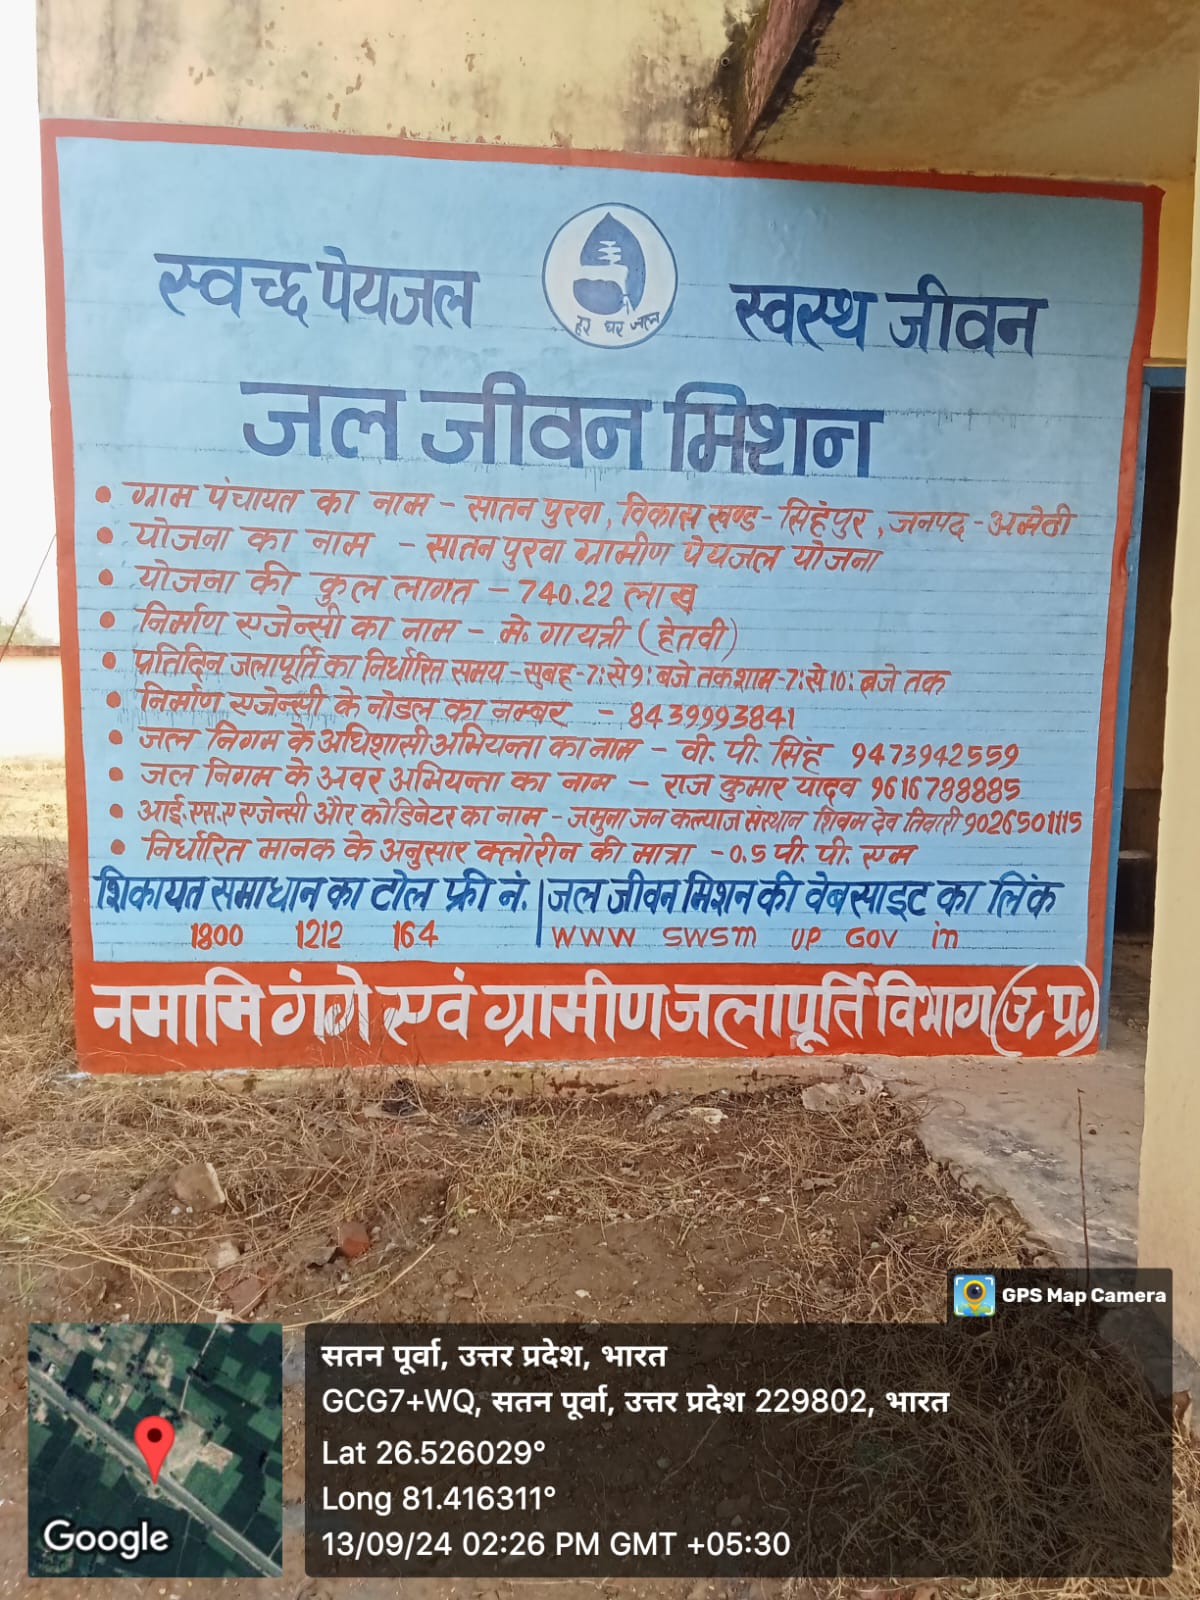 स्वच्छ पेयजल
हर घर जल
स्वस्थ जीवन
जल जीवन मिशन
• ग्राम पंचायत का नाम - सातन पुरवा, विकास खण्ड - सिहंपुर, जनपद - अमेठी
• योजना का नाम - सातन पुरवा ग्रामीण पेयजल योजना
• योजना की कुल लागत - 740.22 लाख
• निर्माण एजेन्सी का नाम - मे. गायत्री (हेतवी)
• प्रतिदिन जलापूर्ति का निर्धारित समय - सुबह - 7: से 9: बजे तक शाम - 7: से 10: बजे तक
• निर्माण एजेन्सी के नोडल का नम्बर - 8439993841
• जल निगम के अधिशासी अभियन्ता का नाम - वी. पी. सिंह 9473942559
• जल निगम के अवर अभियन्ता का नाम - राज कुमार यादव 9616788885
• आई.एस.ए एजेन्सी और कोडिनेटर का नाम - जमुना जन कल्याज संस्थान शिवम देव तिवारी 9026501115
• निर्धारित मानक के अनुसार क्लोरीन की मात्रा - 0.5 पी. पी. एम
शिकायत समाधान का टोल फ्री नं. | जल जीवन मिशन की वेबस्पाइट का लिंक
1800 1212 164 | WWW SWSM UP GOV in
नमामि गंगे एवं ग्रामीण जलापूर्ति विभाग (उ. प्र.)
GPS Map Camera
सतन पूर्वा, उत्तर प्रदेश, भारत
GCG7+WQ, सतन पूर्वा, उत्तर प्रदेश 229802, भारत
Lat 26.526029°
Long 81.416311°
13/09/24 02:26 PM GMT +05:30
Google